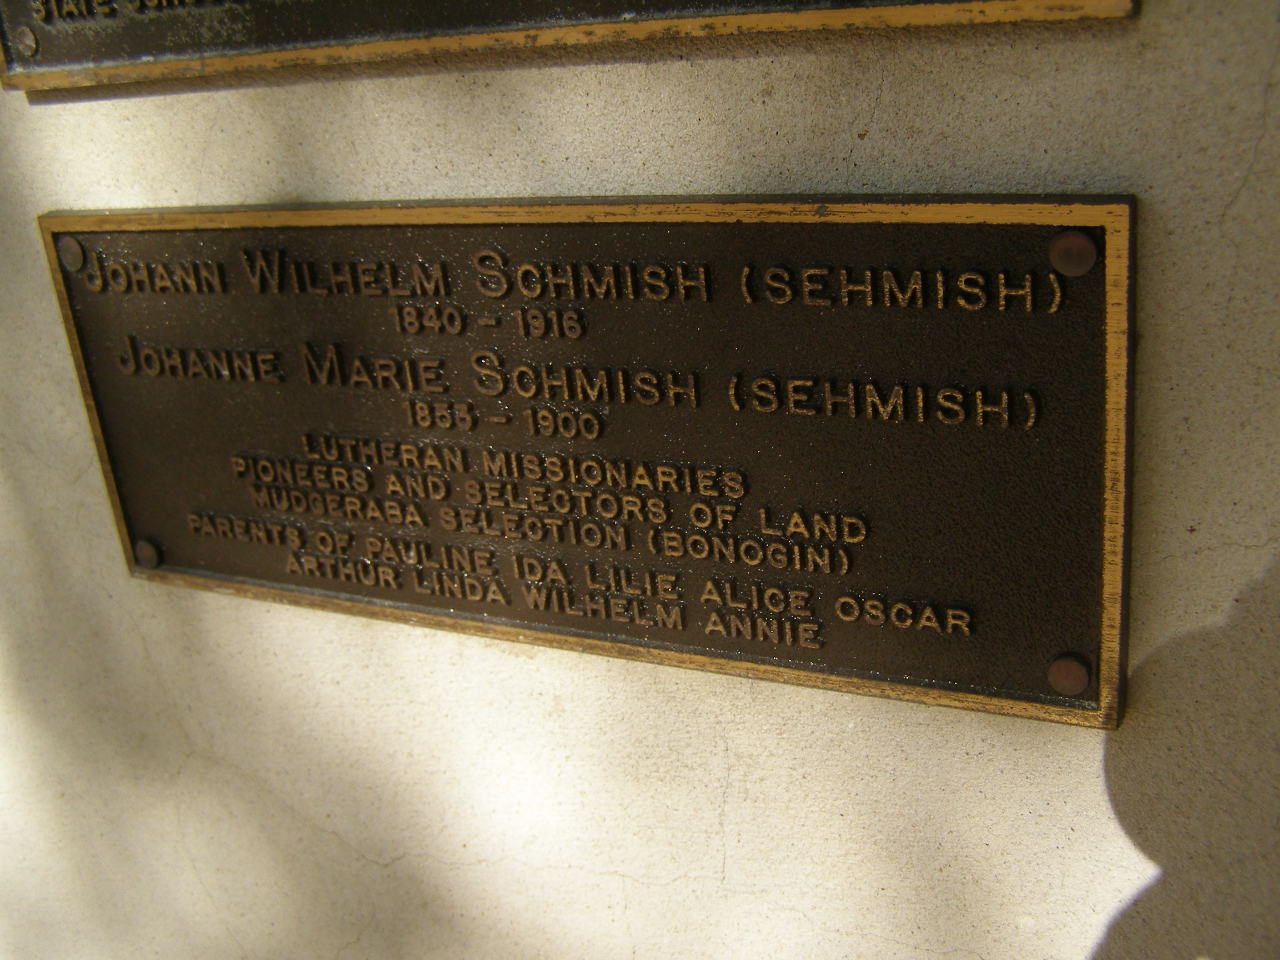 STATE
JOHANN WILHELM SCHMISH (SEHMISH)
1840 - 1916
JOHANNE MARIE SCHMISH (SEHMISH)
1855 - 1900
LUTHERAN MISSIONARIES
PIONEERS AND SELECTORS OF LAND
MUDGERABA SELECTION (BONOGIN)
PARENTS OF PAULINE IDA LILIE ALICE OSCAR
ARTHUR LINDA WILHELM ANNIE